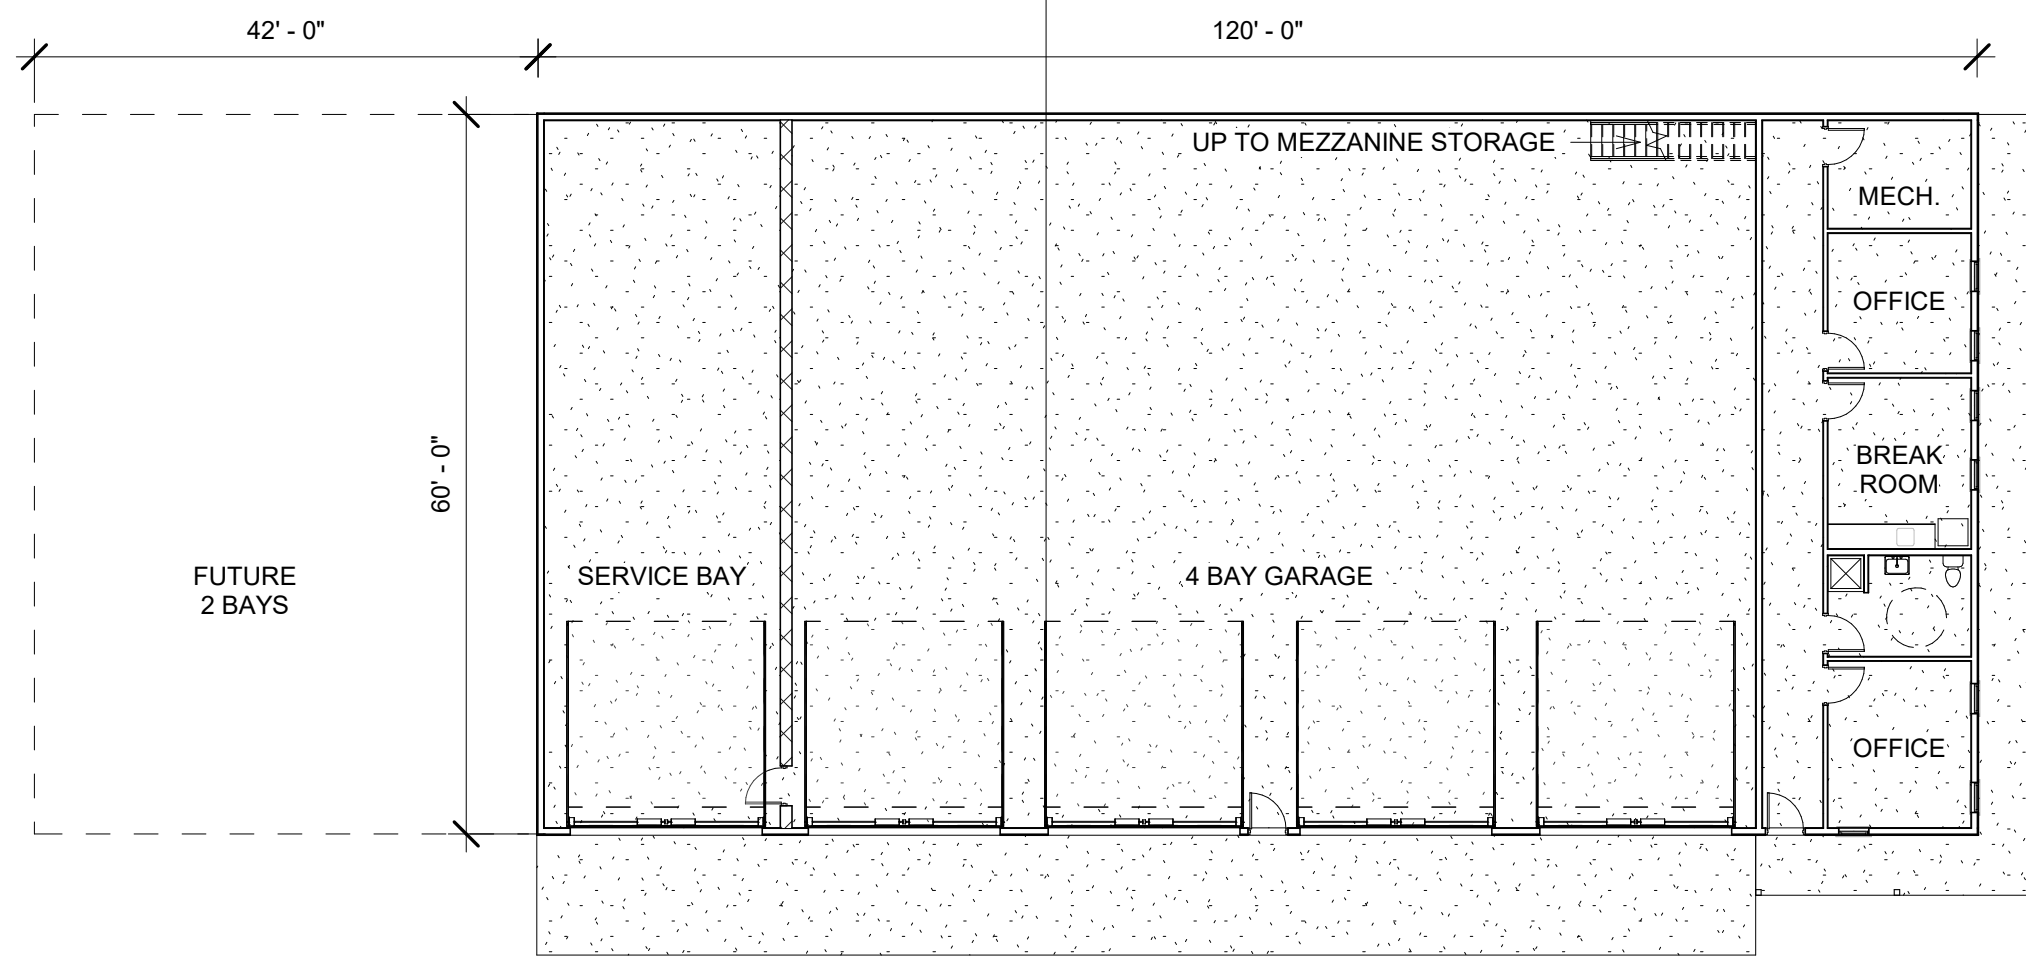 42' - 0"
120' - 0"
UP TO MEZZANINE STORAGE
MECH.
OFFICE
60' - 0"
BREAK
ROOM
FUTURE
2 BAYS
SERVICE BAY
4 BAY GARAGE
OFFICE